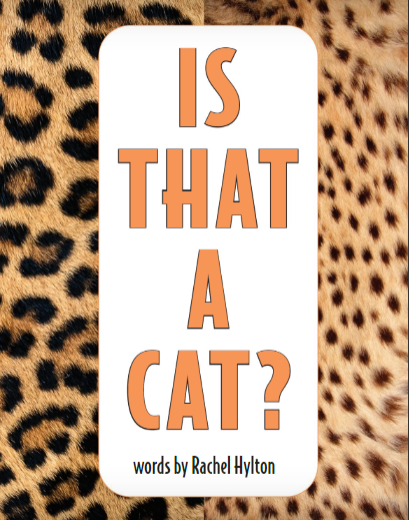 IS
THAT
A
CAT?
words by Rachel Hylton